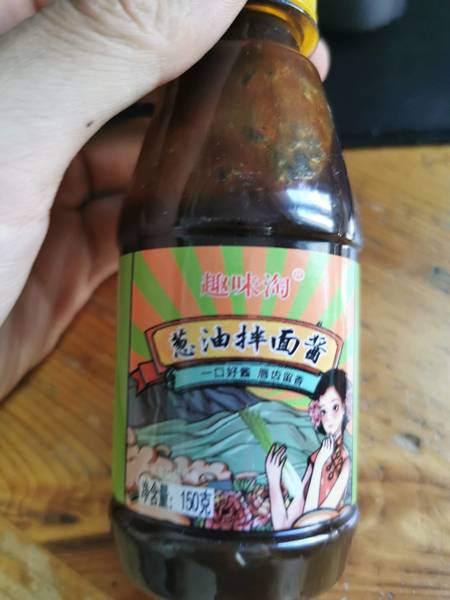 趣味淘®
葱油拌面酱
一口好酱 唇齿留香
净含量：150克